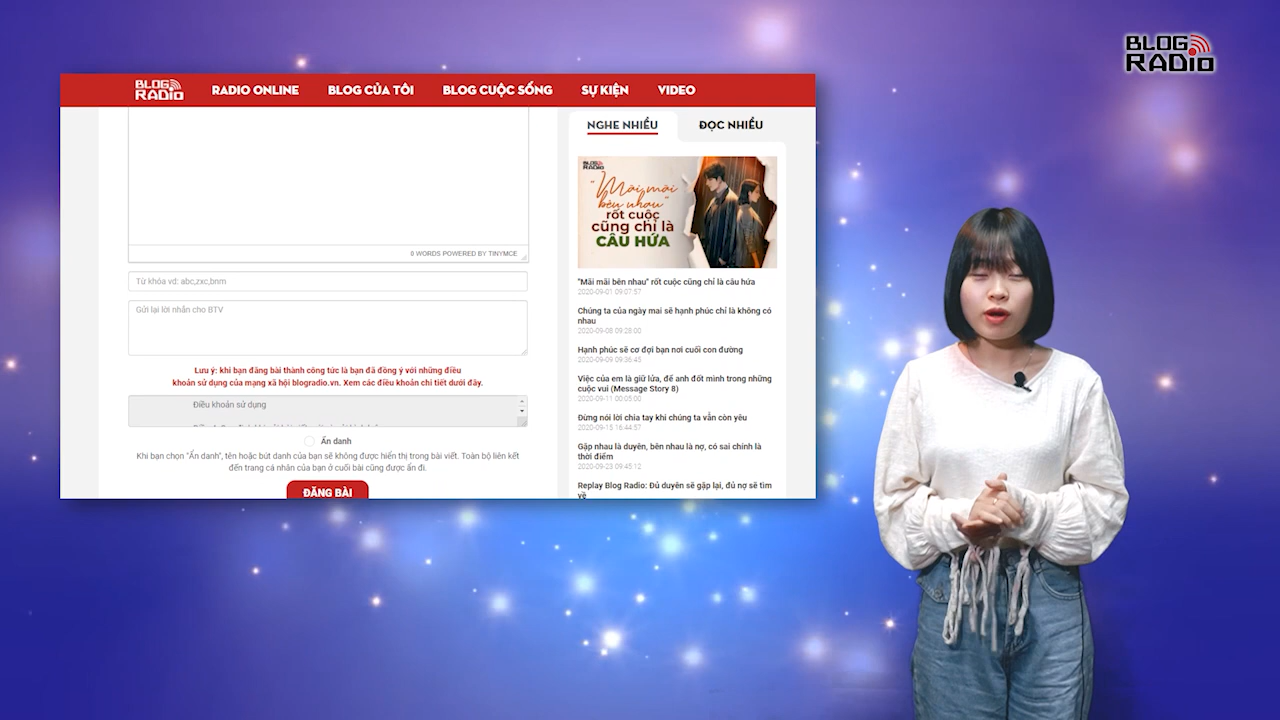 BLOG
RADIO
BLOG
RADIO
RADIO ONLINE
BLOG CỦA TÔI
BLOG CUỘC SỐNG
SỰ KIỆN
VIDEO
0 WORDS POWERED BY TINYMCE
Từ khóa vd: abc,zxc,bnm
Gửi lại lời nhắn cho BTV
Lưu ý: khi bạn đăng bài thành công tức là bạn đã đồng ý với những điều
khoản sử dụng của mạng xã hội blogradio.vn. Xem các điều khoản chi tiết dưới đây.
Điều khoản sử dụng
Ẩn danh
Khi bạn chọn "Ẩn danh", tên hoặc bút danh của bạn sẽ không được hiển thị trong bài viết. Toàn bộ liên kết
đến trang cá nhân của bạn ở cuối bài cũng được ẩn đi.
ĐĂNG BÀI
NGHE NHIỀU
ĐỌC NHIỀU
BLOG
RADIO
"Mãi mãi
bên nhau"
rốt cuộc
cũng chỉ là
CÂU HỨA
"Mãi mãi bên nhau" rốt cuộc cũng chỉ là câu hứa
2020-09-01 09:07:57
Chúng ta của ngày mai sẽ hạnh phúc chỉ là không có
nhau
2020-09-08 09:28:00
Hạnh phúc sẽ cơ đợi bạn nơi cuối con đường
2020-09-09 09:36:45
Việc của em là giữ lửa, để anh đốt mình trong những
cuộc vui (Message Story 8)
2020-09-11 00:05:00
Đừng nói lời chia tay khi chúng ta vẫn còn yêu
2020-09-15 16:44:57
Gặp nhau là duyên, bên nhau là nợ, có sai chính là
thời điểm
2020-09-23 09:45:12
Replay Blog Radio: Đủ duyên sẽ gặp lại, đủ nợ sẽ tìm
về